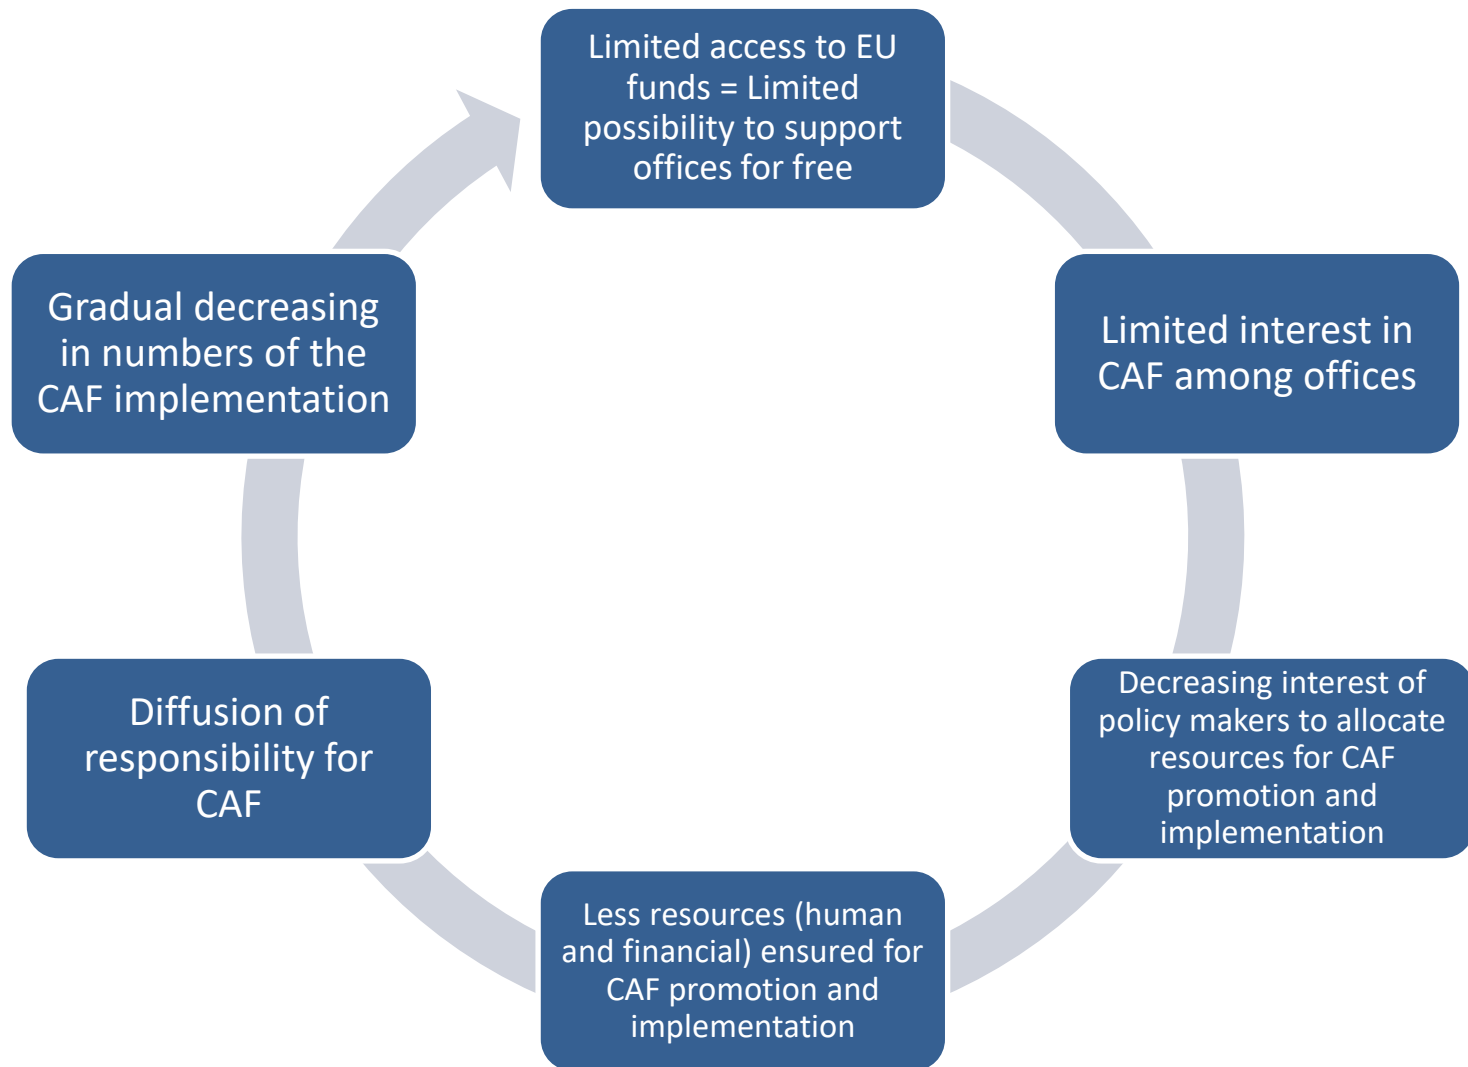 Limited access to EU
funds = Limited
possibility to support
offices for free
Limited interest in
CAF among offices
Decreasing interest of
policy makers to allocate
resources for CAF
promotion and
implementation
Less resources (human
and financial) ensured for
CAF promotion and
implementation
Diffusion of
responsibility for
CAF
Gradual decreasing
in numbers of the
CAF implementation